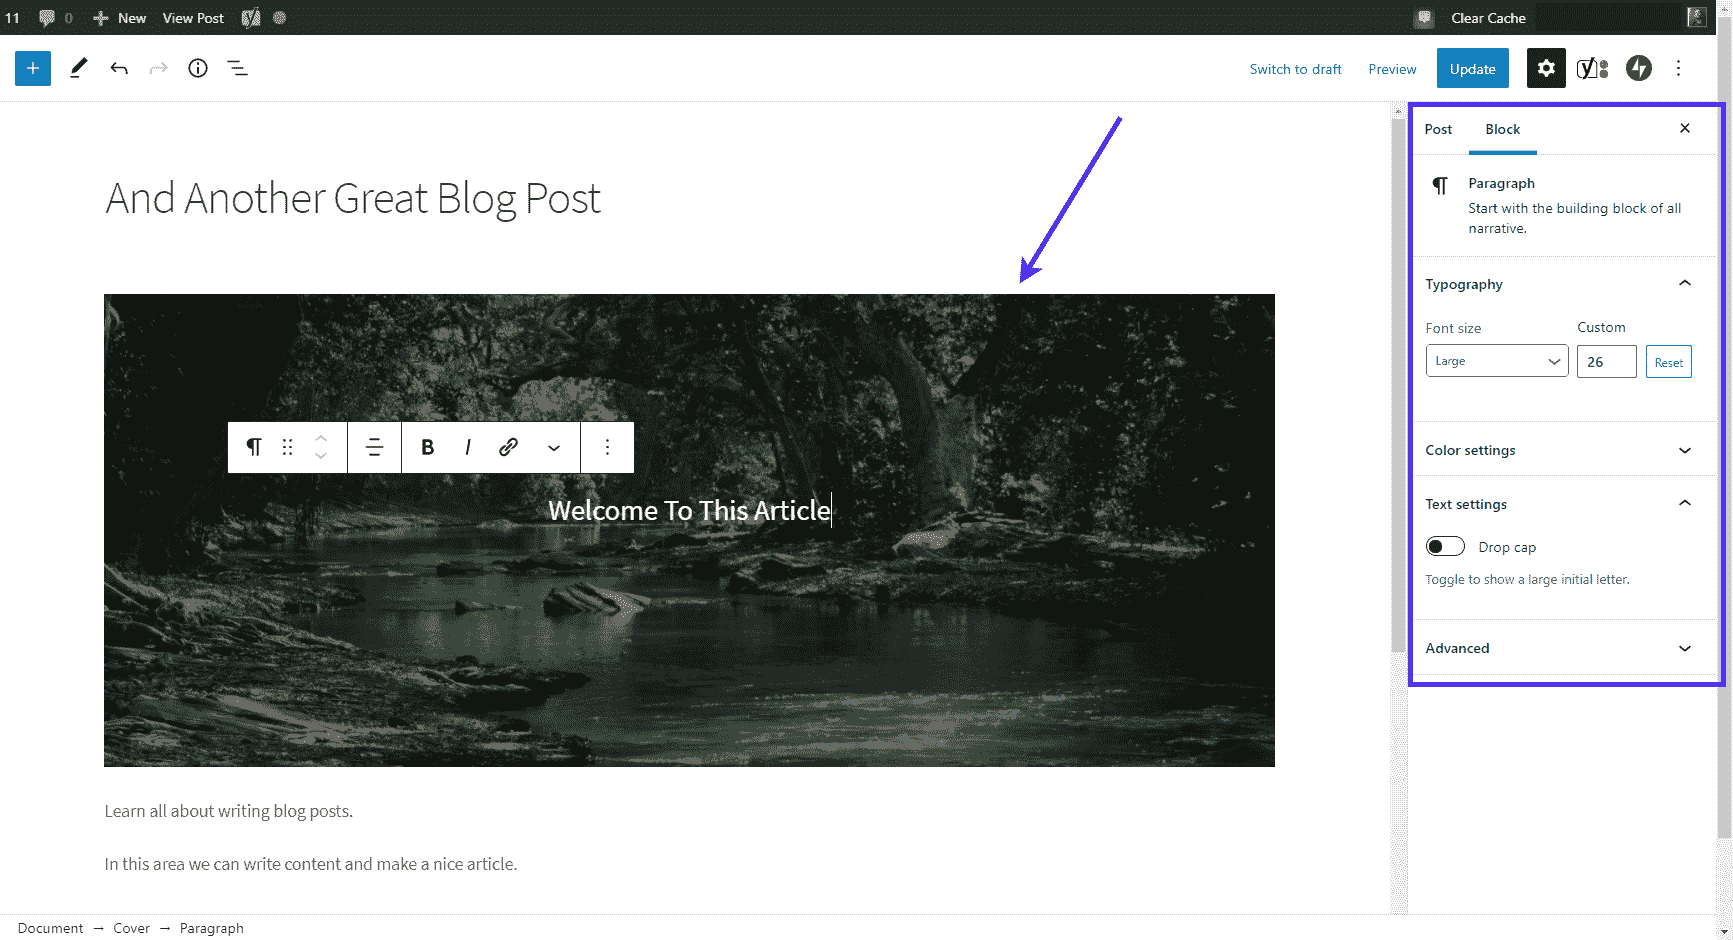 11 0 New View Post Clear Cache
Switch to draft Preview Update
Post Block
And Another Great Blog Post
Paragraph
Start with the building block of all
narrative.
Typography
Font size Custom
Large 26 Reset
B I
Color settings
Welcome To This Article
Text settings
Drop cap
Toggle to show a large initial letter.
Advanced
Learn all about writing blog posts.
In this area we can write content and make a nice article.
Document → Cover → Paragraph